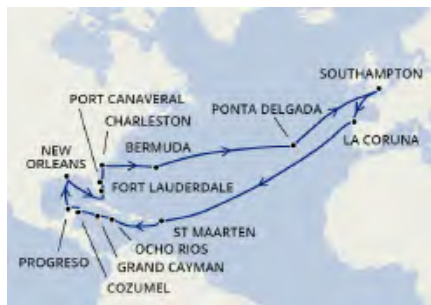 SOUTHAMPTON
PORT CANAVERAL
CHARLESTON
PONTA DELGADA
BERMUDA
LA CORUNA
NEW
ORLEANS
FORT LAUDERDALE
ST MAARTEN
OCHO RIOS
PROGRESO
GRAND CAYMAN
COZUMEL